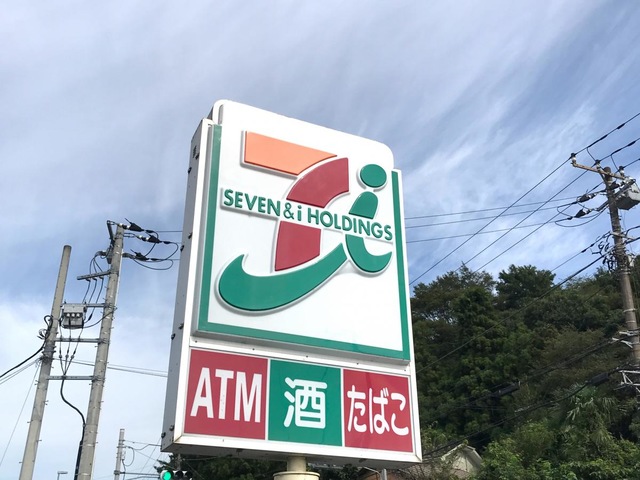 SEVEN & i HOLDINGS
ATM 酒 たばこ